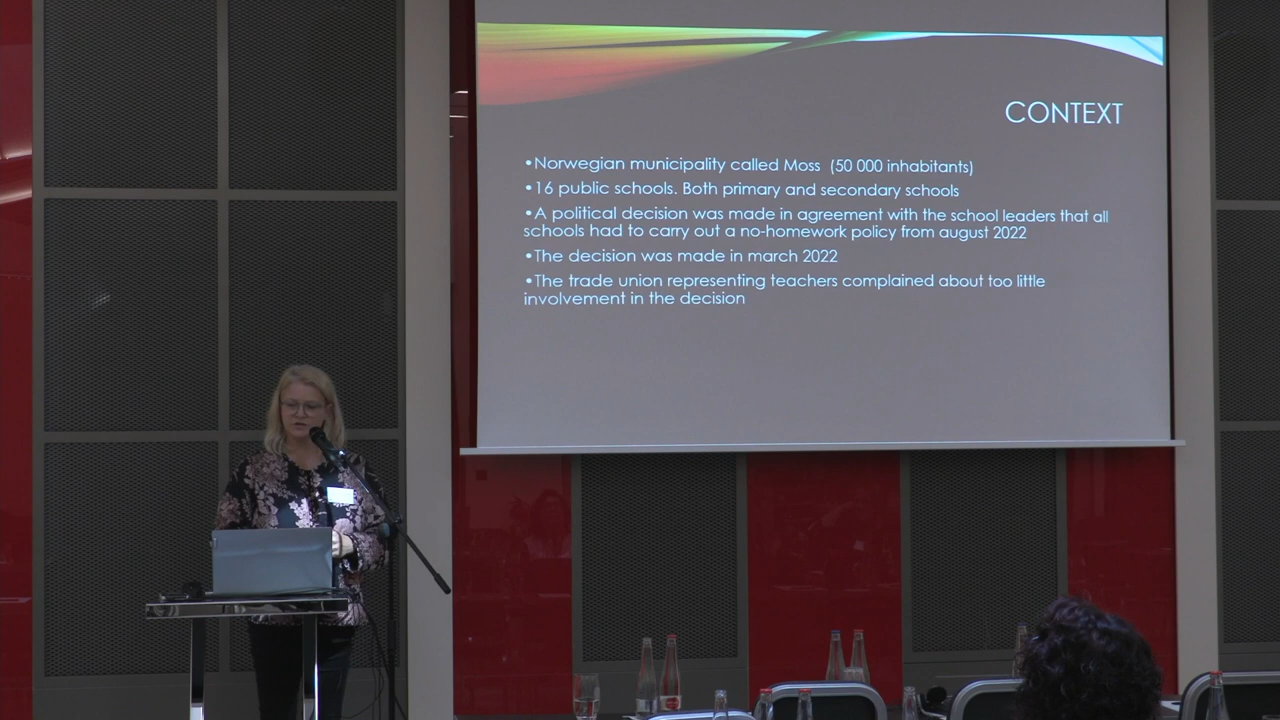 CONTEXT
•Norwegian municipality called Moss (50 000 inhabitants)
•16 public schools. Both primary and secondary schools
•A political decision was made in agreement with the school leaders that all
schools had to carry out a no-homework policy from august 2022
•The decision was made in march 2022
•The trade union representing teachers complained about too little
involvement in the decision